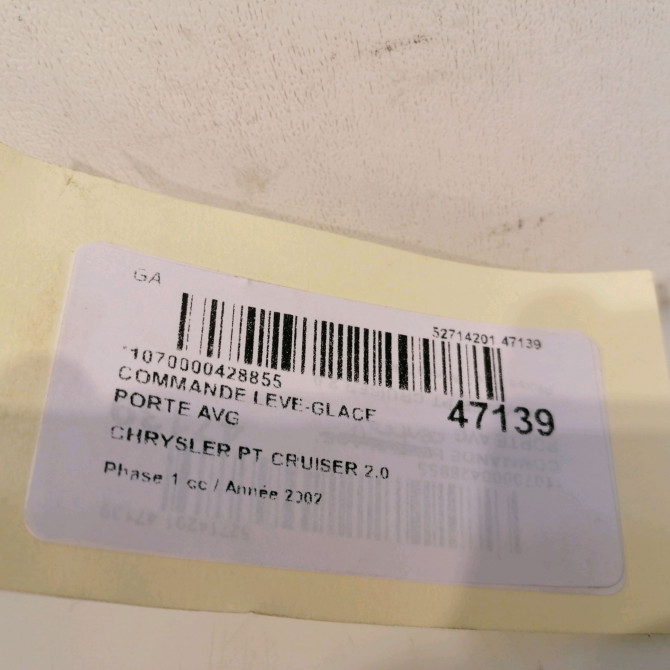 GA
52714201 47139
*1070000428855
COMMANDE LEVE-GLACE
PORTE AVG
47139
CHRYSLER PT CRUISER 2.0
Phase 1 cc / Année 2002